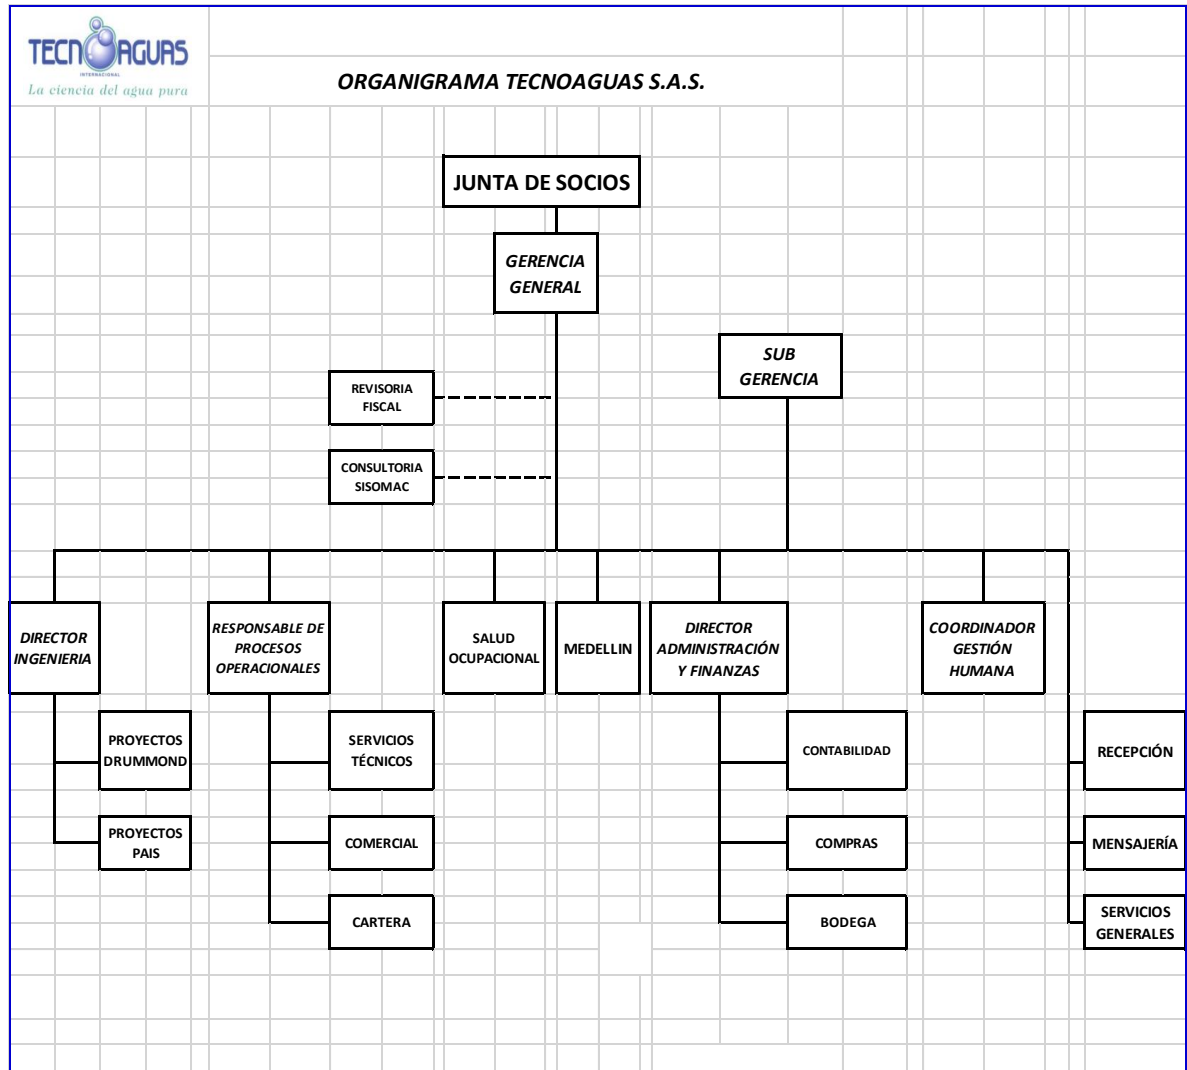 TECNOAGUAS
INTERNACIONAL
La ciencia del agua pura
ORGANIGRAMA TECNOAGUAS S.A.S.
JUNTA DE SOCIOS
GERENCIA
GENERAL
SUB
GERENCIA
REVISORIA
FISCAL
CONSULTORIA
SISOMAC
DIRECTOR
INGENIERIA
RESPONSABLE DE
PROCESOS
OPERACIONALES
SALUD
OCUPACIONAL
MEDELLIN
DIRECTOR
ADMINISTRACIÓN
Y FINANZAS
COORDINADOR
GESTIÓN
HUMANA
PROYECTOS
DRUMMOND
SERVICIOS
TÉCNICOS
CONTABILIDAD
RECEPCIÓN
PROYECTOS
PAIS
COMERCIAL
COMPRAS
MENSAJERÍA
CARTERA
BODEGA
SERVICIOS
GENERALES